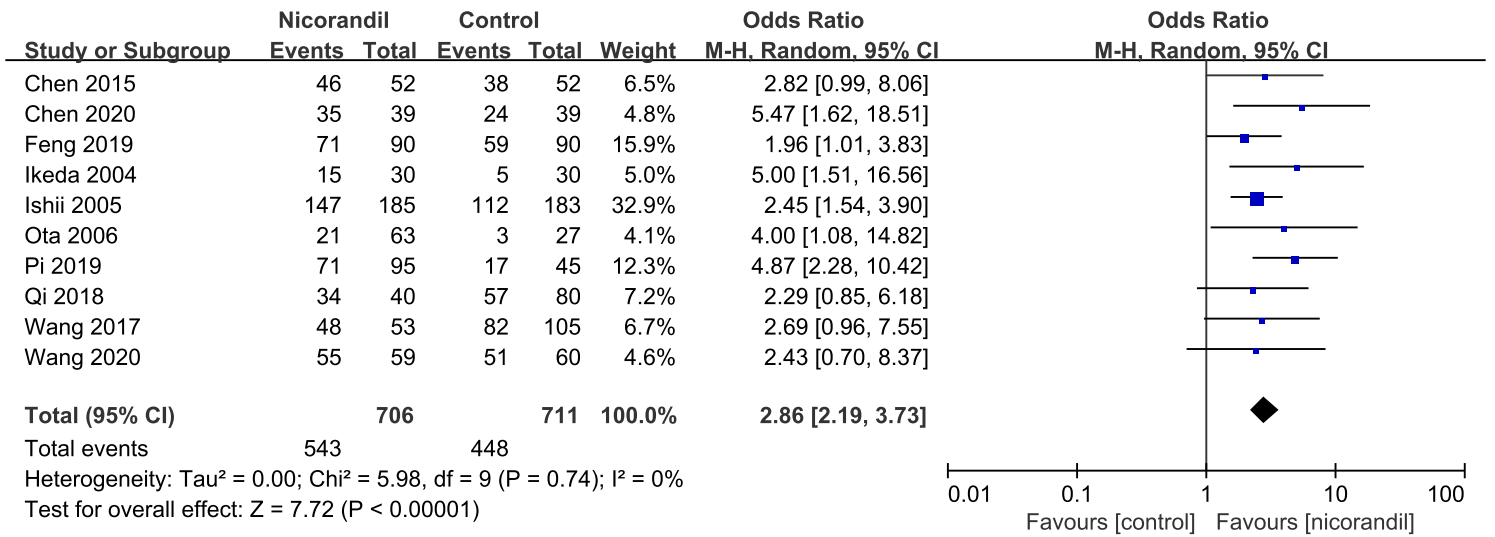 Nicorandil Control Odds Ratio Odds Ratio
Study or Subgroup Events Total Events Total Weight M-H, Random, 95% CI M-H, Random, 95% CI
Chen 2015 46 52 38 52 6.5% 2.82 [0.99, 8.06]
Chen 2020 35 39 24 39 4.8% 5.47 [1.62, 18.51]
Feng 2019 71 90 59 90 15.9% 1.96 [1.01, 3.83]
Ikeda 2004 15 30 5 30 5.0% 5.00 [1.51, 16.56]
Ishii 2005 147 185 112 183 32.9% 2.45 [1.54, 3.90]
Ota 2006 21 63 3 27 4.1% 4.00 [1.08, 14.82]
Pi 2019 71 95 17 45 12.3% 4.87 [2.28, 10.42]
Qi 2018 34 40 57 80 7.2% 2.29 [0.85, 6.18]
Wang 2017 48 53 82 105 6.7% 2.69 [0.96, 7.55]
Wang 2020 55 59 51 60 4.6% 2.43 [0.70, 8.37]
Total (95% CI) 706 711 100.0% 2.86 [2.19, 3.73]
Total events 543 448
Heterogeneity: Tau² = 0.00; Chi² = 5.98, df = 9 (P = 0.74); I² = 0%
Test for overall effect: Z = 7.72 (P < 0.00001)
0.01 0.1 1 10 100
Favours [control] Favours [nicorandil]